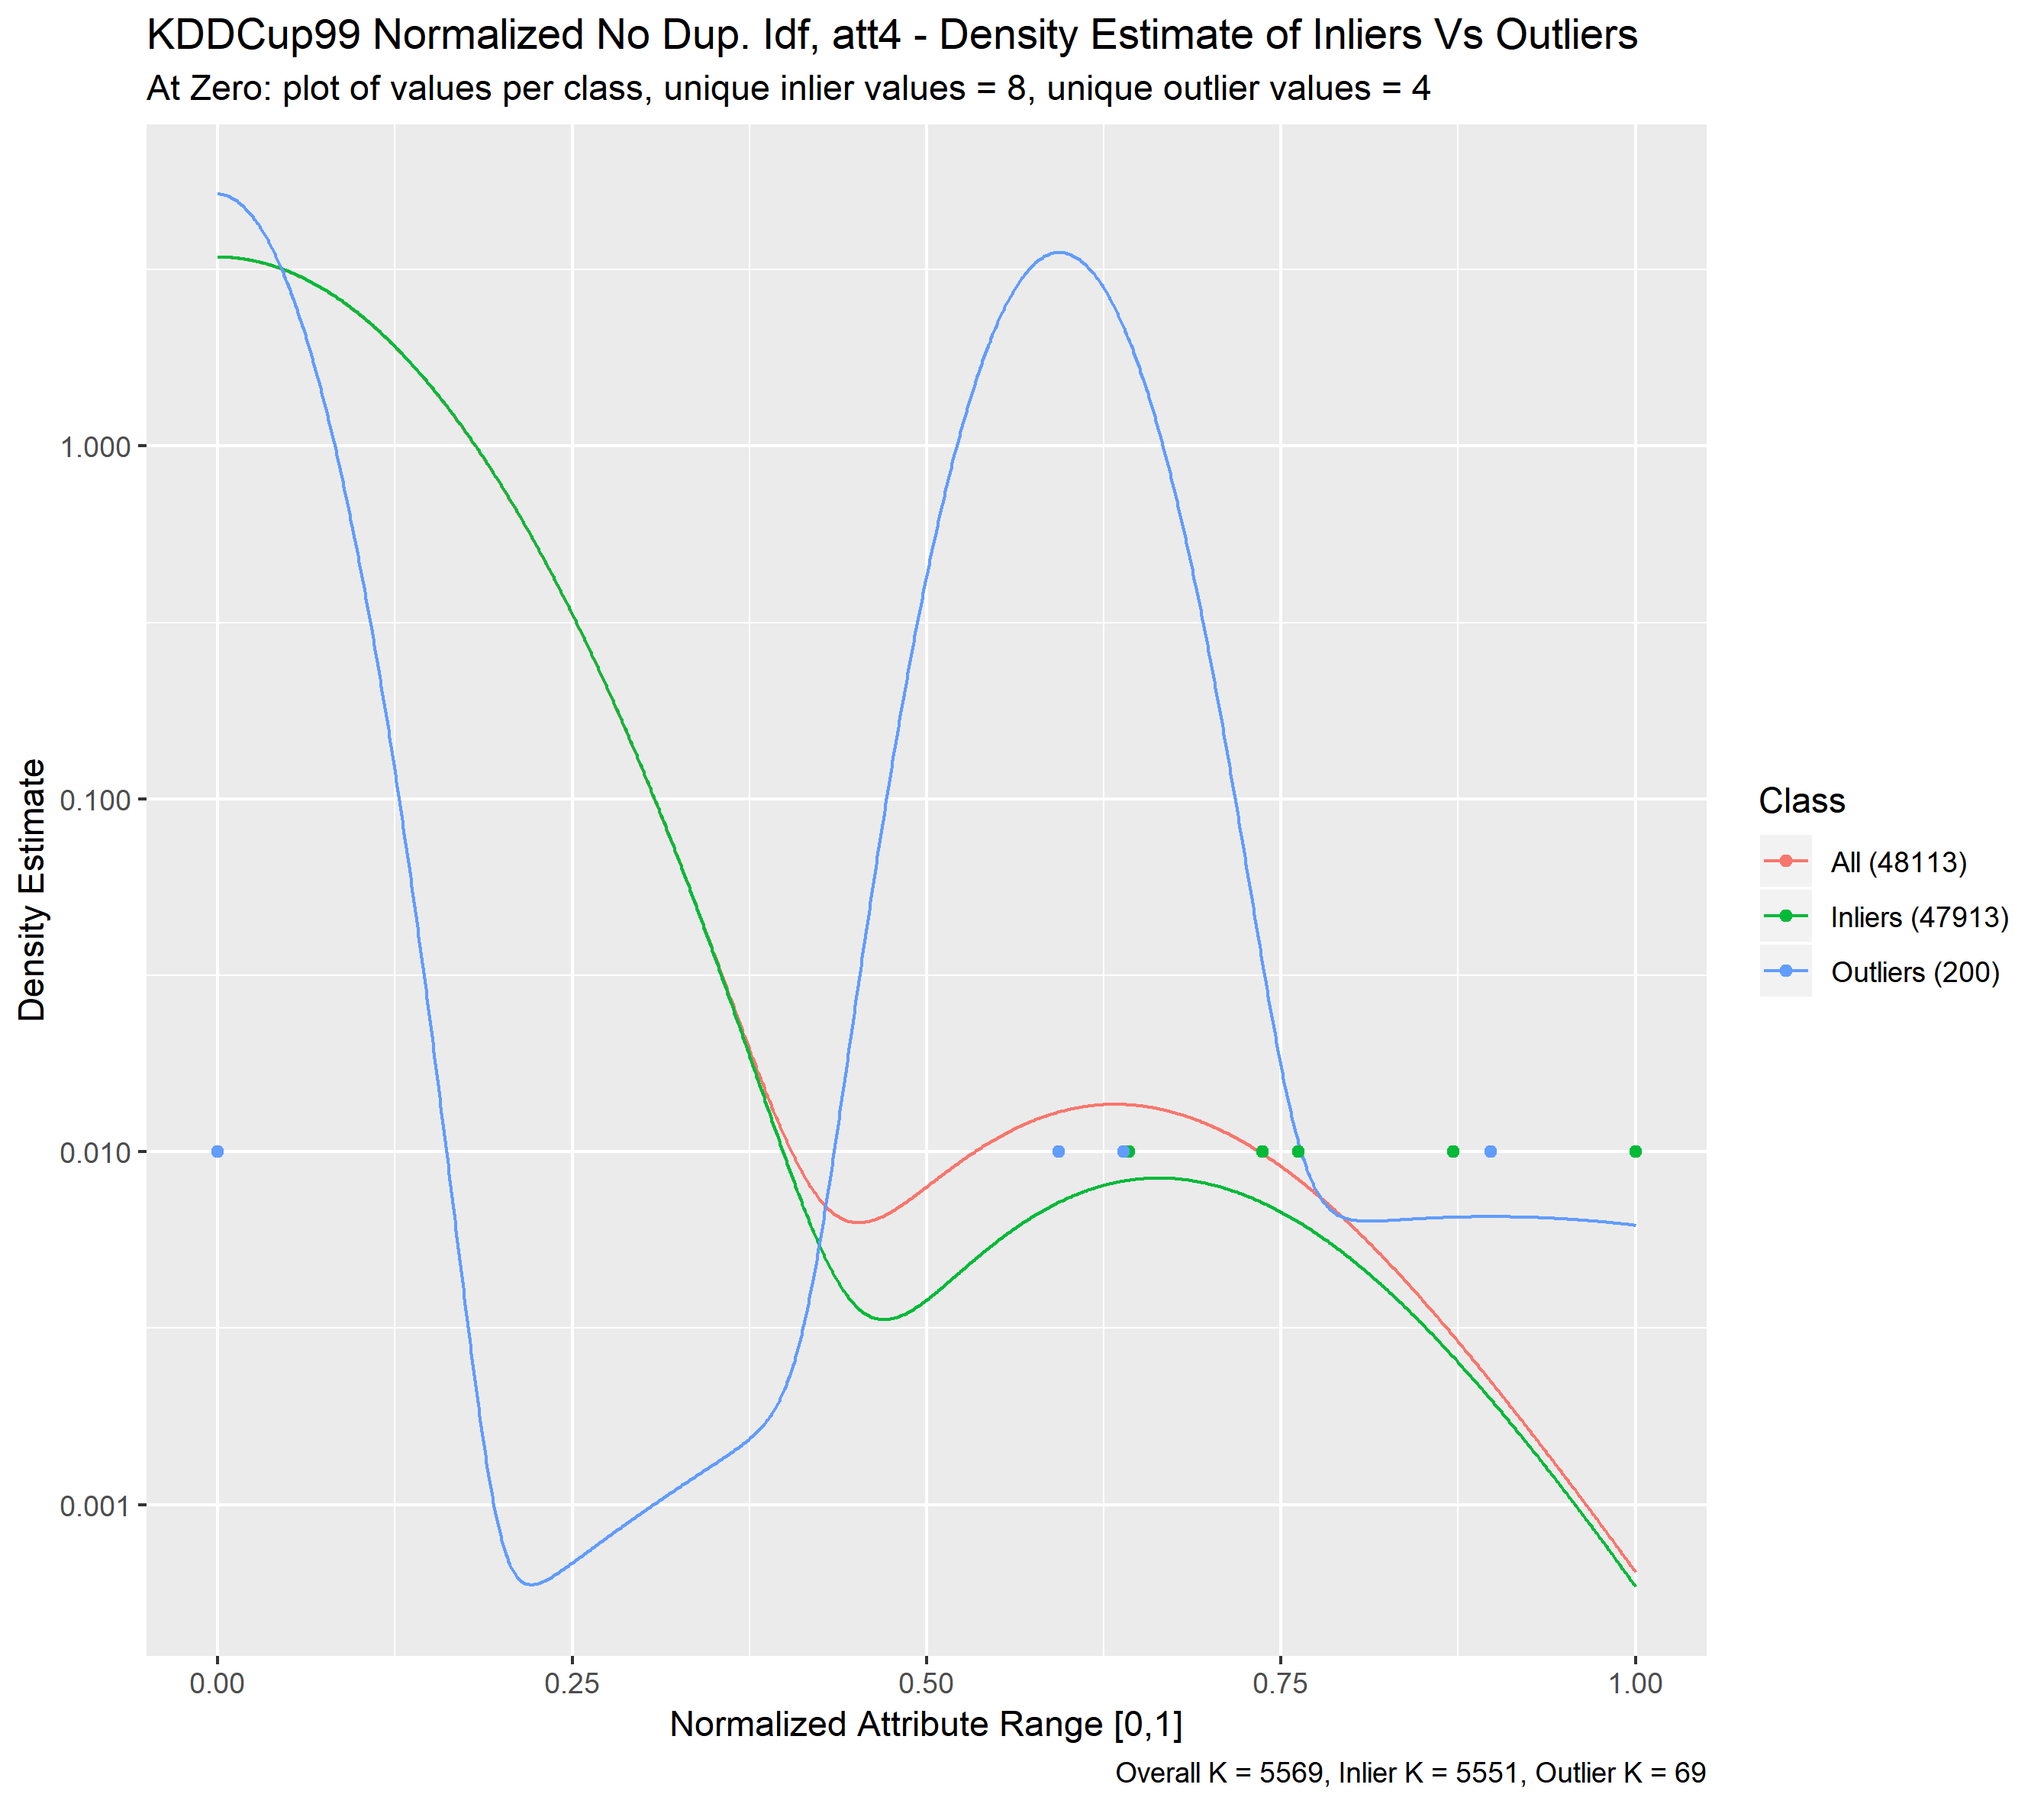 KDDCup99 Normalized No Dup. Idf, att4 - Density Estimate of Inliers Vs Outliers
At Zero: plot of values per class, unique inlier values = 8, unique outlier values = 4
Density Estimate
1.000
0.100
0.010
0.001
0.00
0.25
0.50
0.75
1.00
Normalized Attribute Range [0,1]
Class
All (48113)
Inliers (47913)
Outliers (200)
Overall K = 5569, Inlier K = 5551, Outlier K = 69